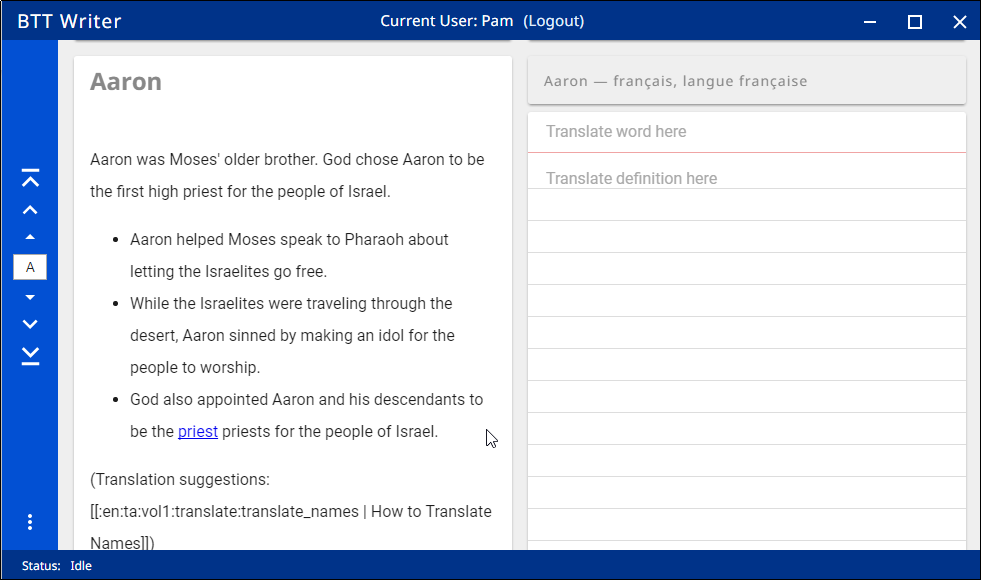 BTT Writer
Current User: Pam (Logout)
Aaron
Aaron was Moses' older brother. God chose Aaron to be
the first high priest for the people of Israel.
• Aaron helped Moses speak to Pharaoh about
letting the Israelites go free.
• While the Israelites were traveling through the
desert, Aaron sinned by making an idol for the
people to worship.
• God also appointed Aaron and his descendants to
be the priest priests for the people of Israel.
(Translation suggestions:
[[:en:ta:vol1:translate:translate_names | How to Translate
Names]])
Aaron — français, langue française
Translate word here
Translate definition here
A
Status: Idle